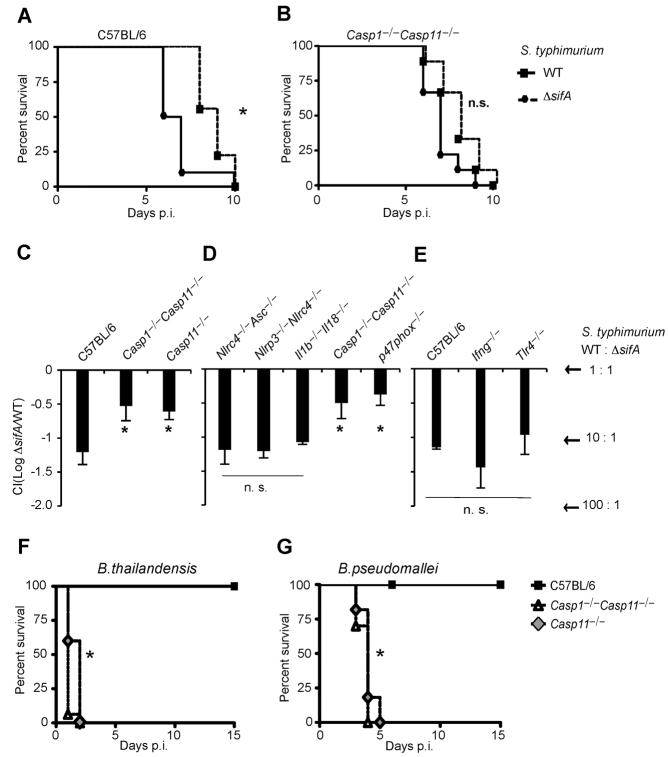 A
C57BL/6
Percent survival
100
75
50
25
0
*
0
5
10
Days p.i.
B
Casp1–/–Casp11–/–
Percent survival
100
75
50
25
0
n.s.
0
5
10
Days p.i.
S. typhimurium
WT
ΔsifA
C
C57BL/6
Casp1–/–Casp11–/–
Casp11–/–
CI(Log ΔsifA/WT)
0
-0.5
-1
-1.5
-2.0
*
*
D
Nlrc4–/–Asc–/–
Nlrp3–/–Nlrc4–/–
Il1b–/–Il18–/–
Casp1–/–Casp11–/–
p47phox–/–
*
*
n. s.
E
C57BL/6
Ifng–/–
Tlr4–/–
n. s.
S. typhimurium
WT : ΔsifA
1 : 1
10 : 1
100 : 1
F
B.thailandensis
Percent survival
100
75
50
25
0
*
0
5
10
15
Days p.i.
G
B.pseudomallei
Percent survival
100
75
50
25
0
*
0
5
10
15
Days p.i.
C57BL/6
Casp1–/–Casp11–/–
Casp11–/–